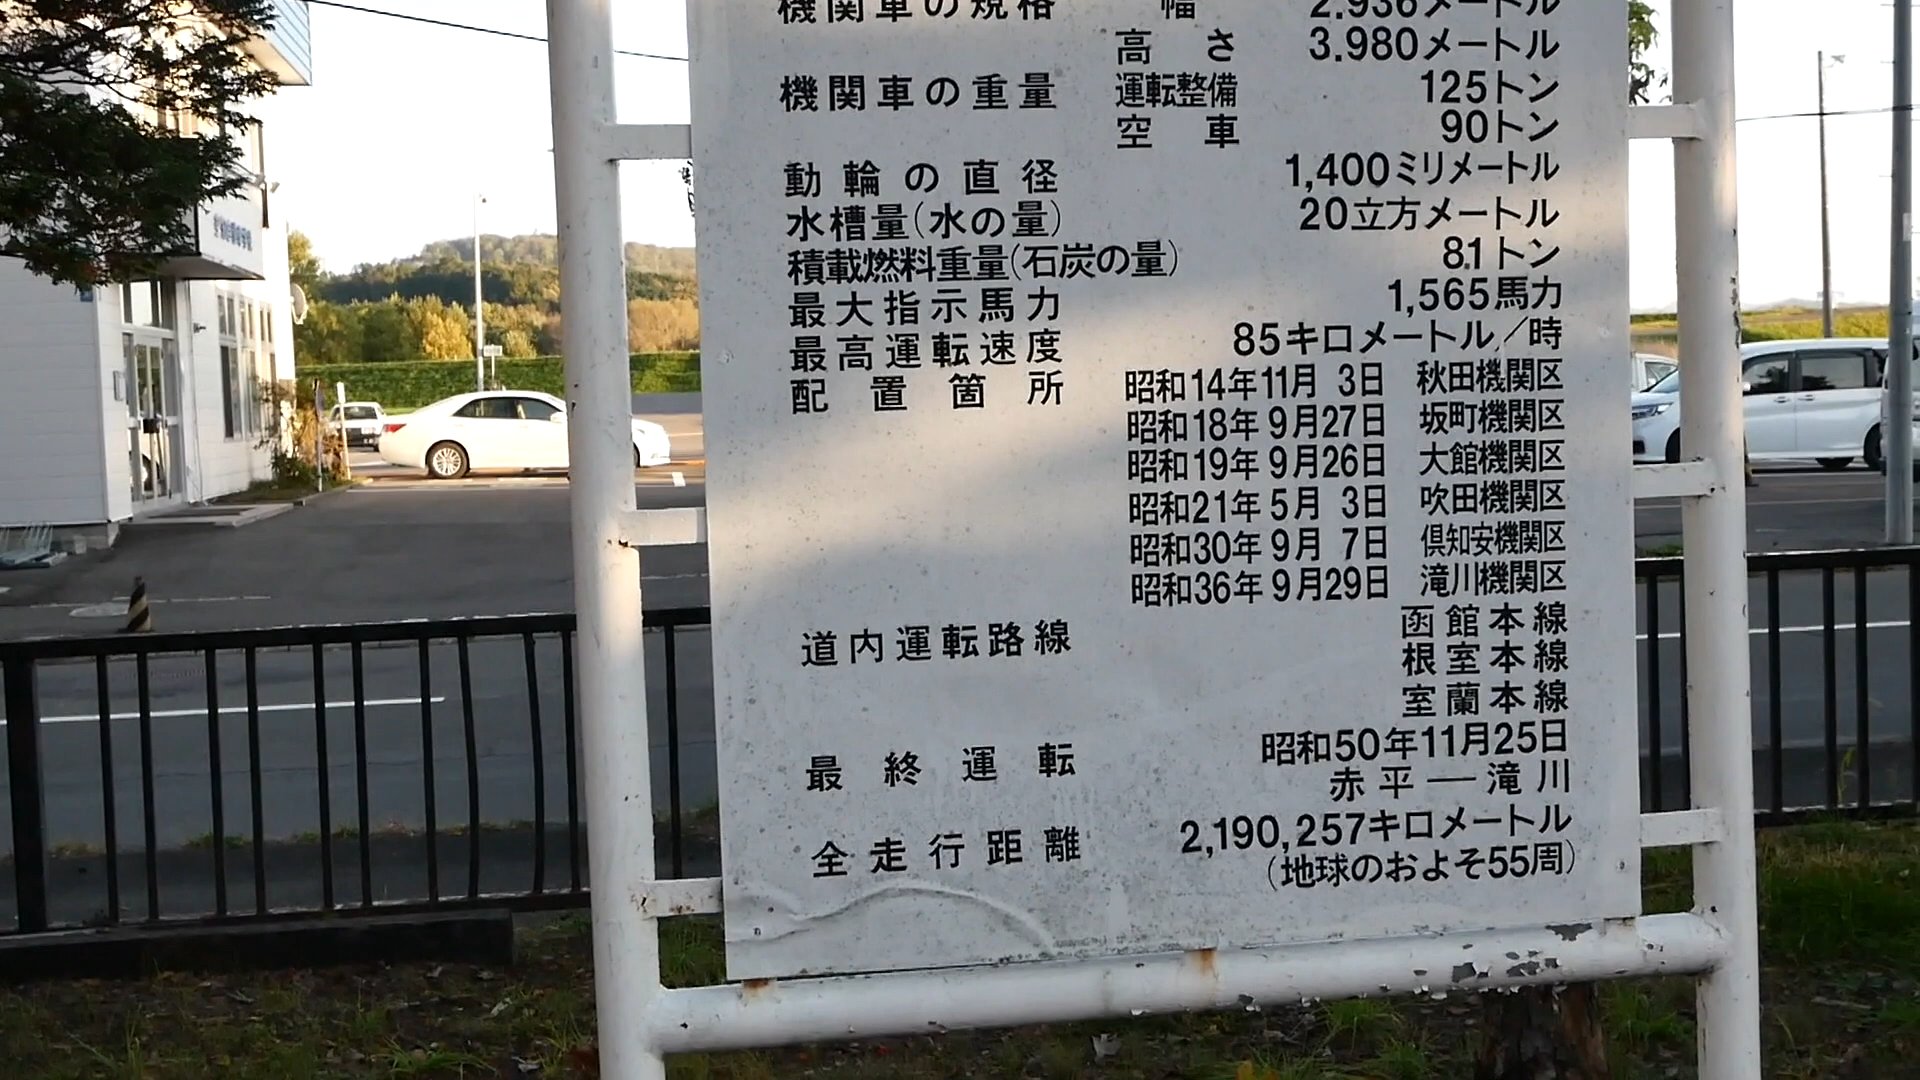 機関車の規格 幅 2.936メートル
高さ 3.980メートル
機関車の重量 運転整備 125トン
空車 90トン
動輪の直径 1,400ミリメートル
水槽量(水の量) 20立方メートル
積載燃料重量(石炭の量) 8.1トン
最大指示馬力 1,565馬力
最高運転速度 85キロメートル/時
配置箇所 昭和14年11月 3日 秋田機関区
昭和18年 9月27日 坂町機関区
昭和19年 9月26日 大館機関区
昭和21年 5月 3日 吹田機関区
昭和30年 9月 7日 倶知安機関区
昭和36年 9月29日 滝川機関区
道内運転路線 函館本線
根室本線
室蘭本線
最終運転 昭和50年11月25日
赤平―滝川
全走行距離 2,190,257キロメートル
(地球のおよそ55周)